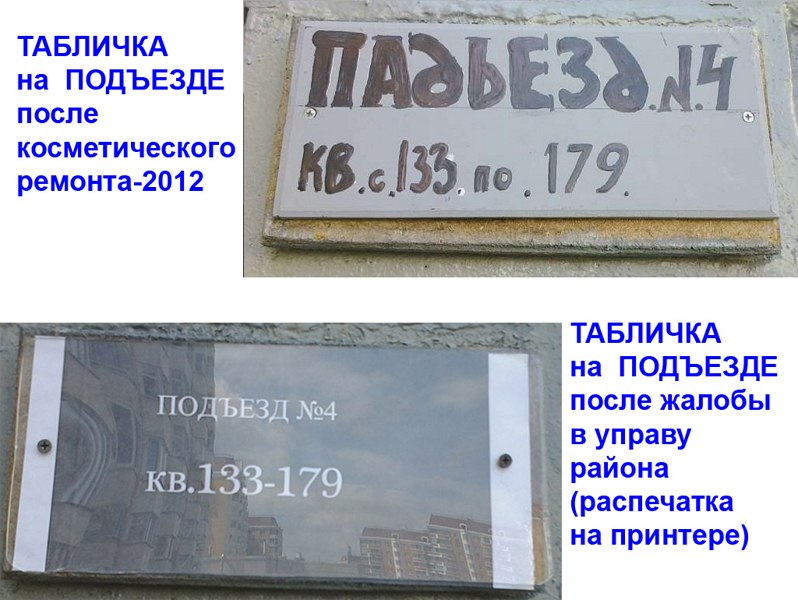 ТАБЛИЧКА
на ПОДЪЕЗДЕ
после
косметического
ремонта-2012
ПАдЬЕЗд.N.4
КВ.с.133.по.179.
ПОДЪЕЗД №4
кв.133-179
ТАБЛИЧКА
на ПОДЪЕЗДЕ
после жалобы
в управу
района
(распечатка
на принтере)